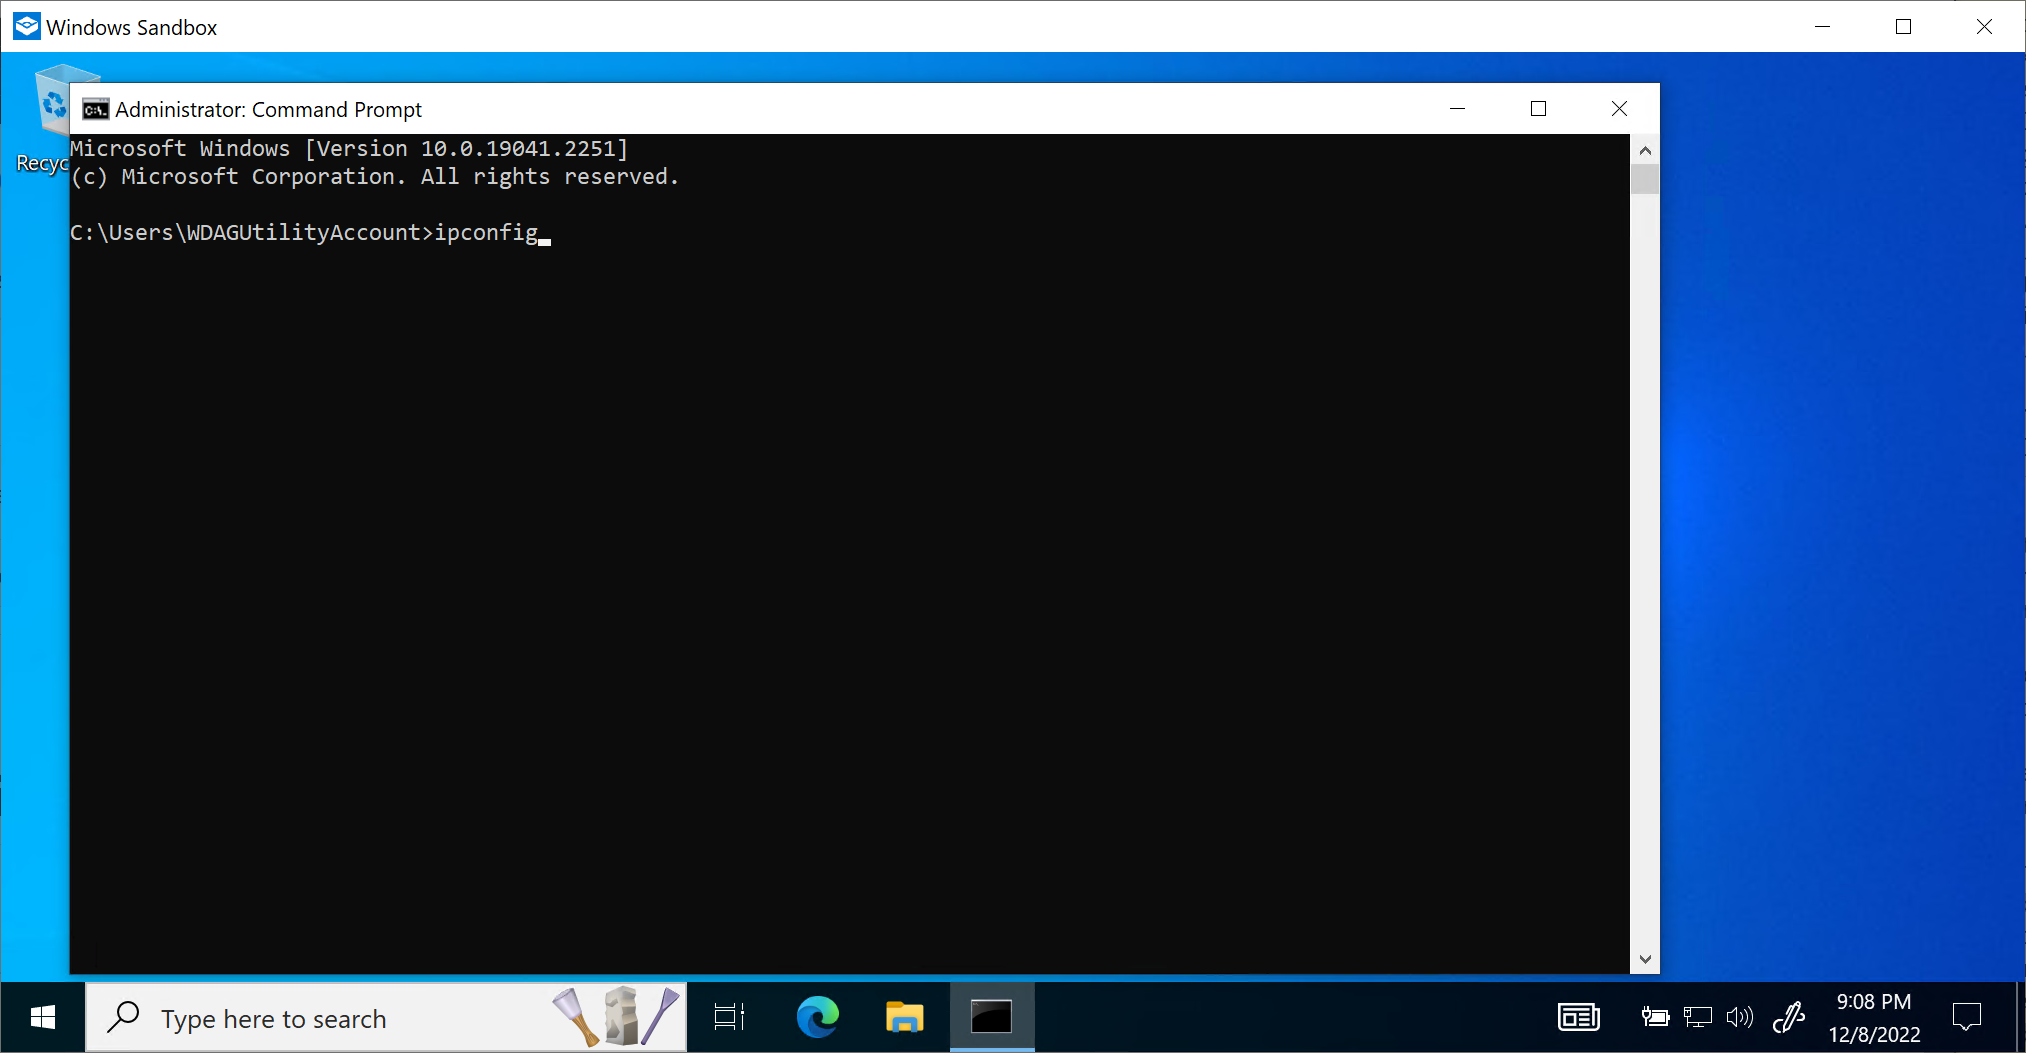 Windows Sandbox
Recyc
Administrator: Command Prompt
Microsoft Windows [Version 10.0.19041.2251]
(c) Microsoft Corporation. All rights reserved.
C:\Users\WDAGUtilityAccount>ipconfig
Type here to search
9:08 PM
12/8/2022